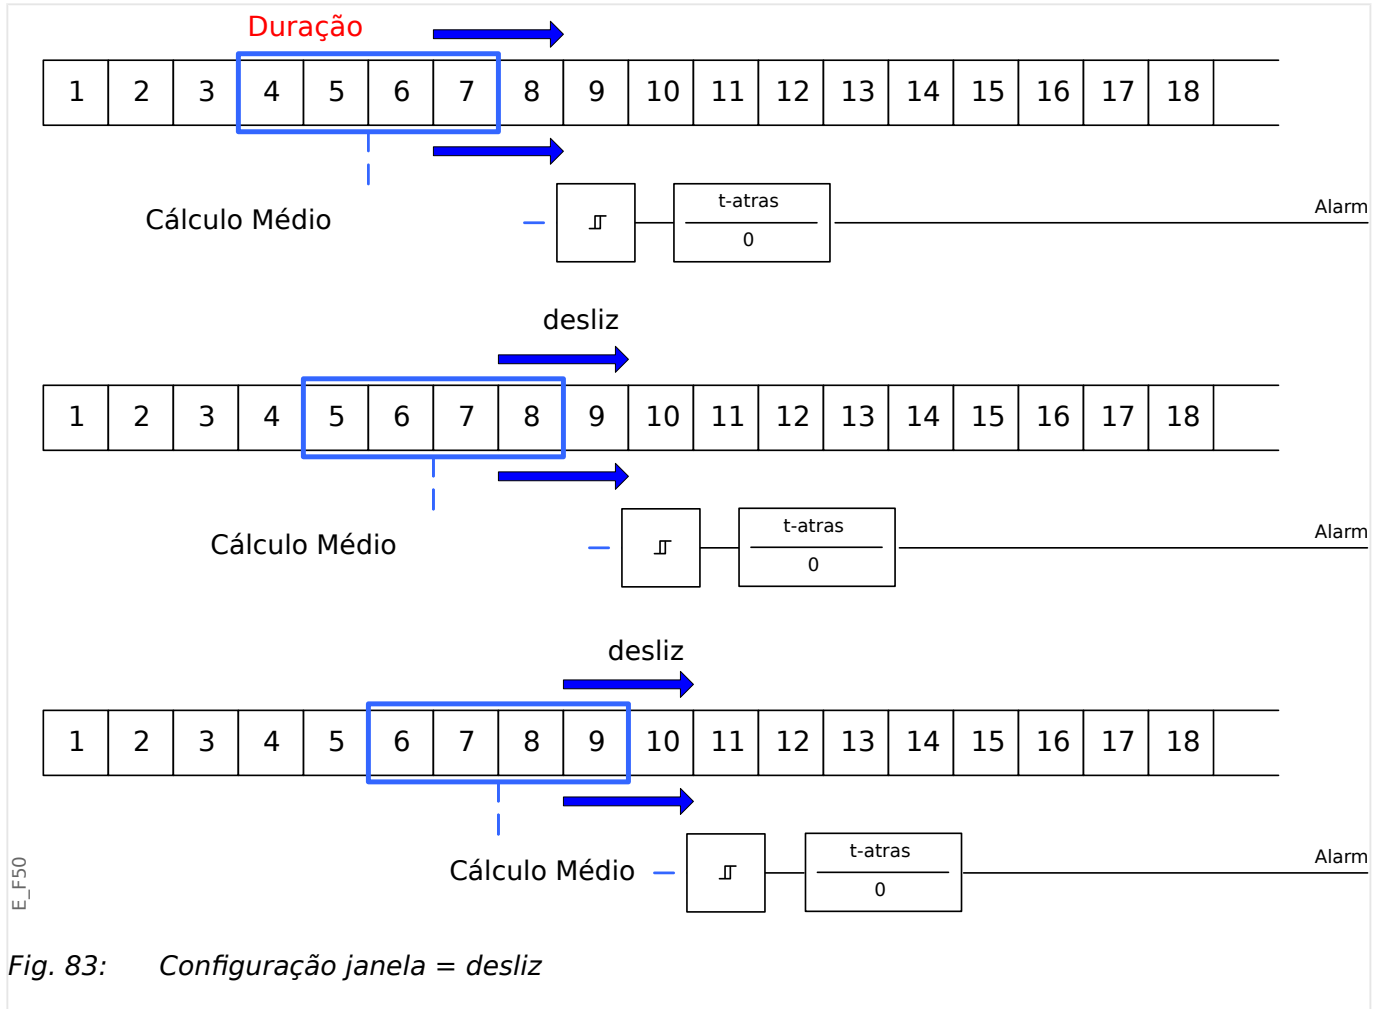 Duração
1 2 3 4 5 6 7 8 9 10 11 12 13 14 15 16 17 18
t-atras
Alarm
Cálculo Médio
0
desliz
1 2 3 4 5 6 7 8 9 10 11 12 13 14 15 16 17 18
t-atras
Alarm
Cálculo Médio
0
desliz
1 2 3 4 5 6 7 8 9 10 11 12 13 14 15 16 17 18
t-atras
Alarm
Cálculo Médio
0
E_F50
Fig. 83: Configuração janela = desliz